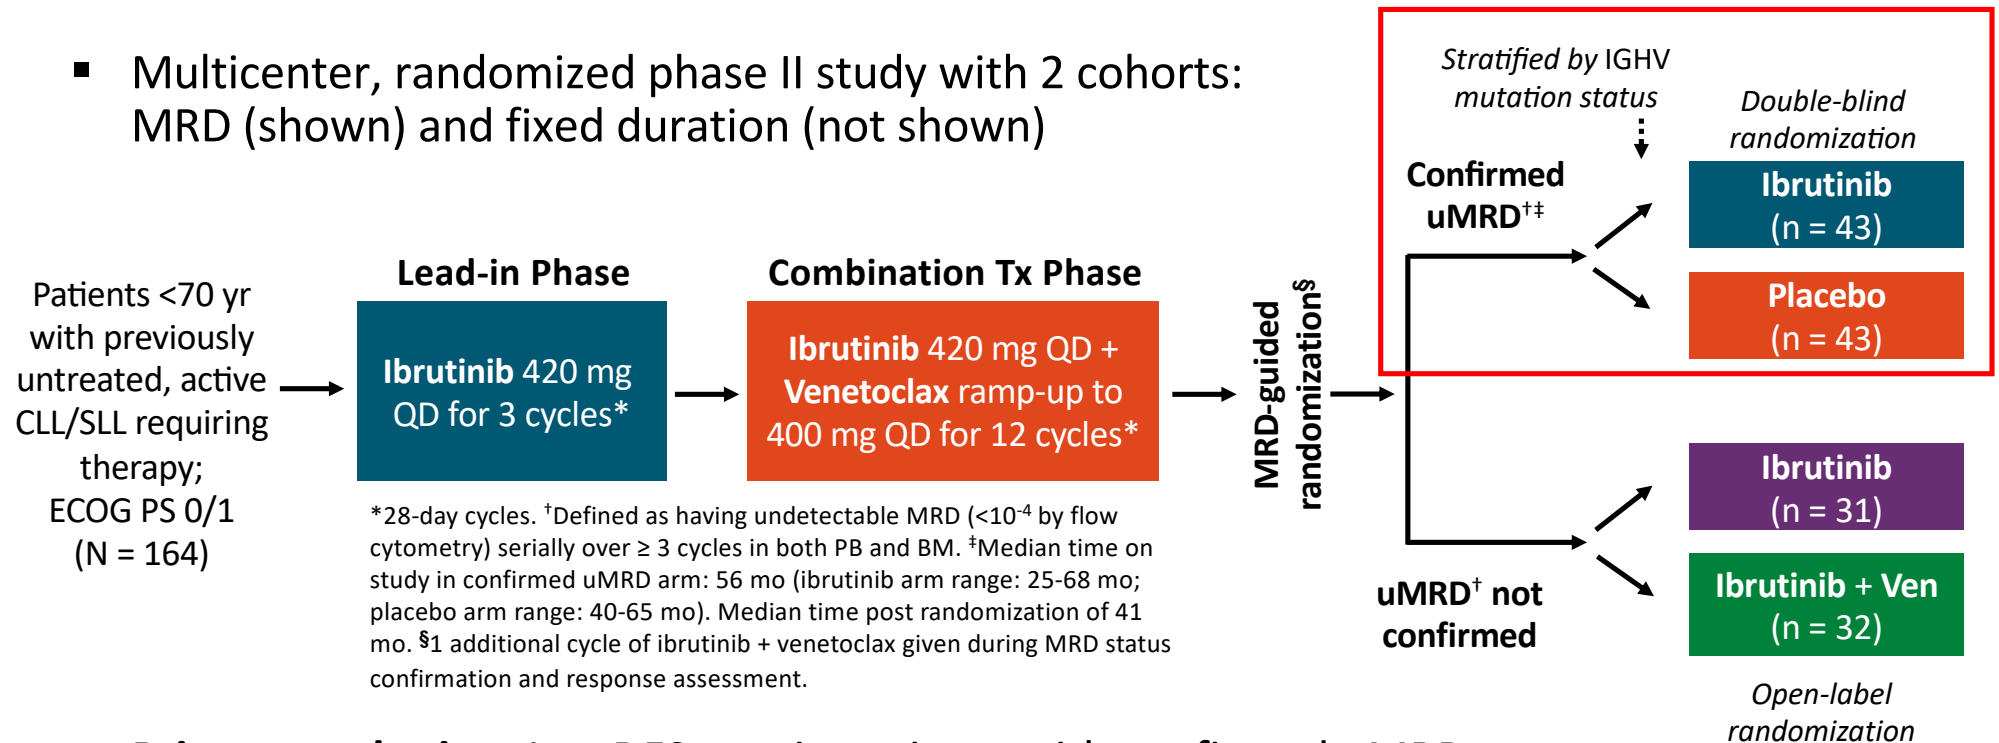 ▪ Multicenter, randomized phase II study with 2 cohorts:
MRD (shown) and fixed duration (not shown)
Patients <70 yr
with previously
untreated, active
CLL/SLL requiring
therapy;
ECOG PS 0/1
(N = 164)
Lead-in Phase
Ibrutinib 420 mg
QD for 3 cycles*
Combination Tx Phase
Ibrutinib 420 mg QD +
Venetoclax ramp-up to
400 mg QD for 12 cycles*
*28-day cycles. †Defined as having undetectable MRD (<10-4 by flow
cytometry) serially over ≥ 3 cycles in both PB and BM. ‡Median time on
study in confirmed uMRD arm: 56 mo (ibrutinib arm range: 25-68 mo;
placebo arm range: 40-65 mo). Median time post randomization of 41
mo. §1 additional cycle of ibrutinib + venetoclax given during MRD status
confirmation and response assessment.
MRD-guided
randomization§
Stratified by IGHV
mutation status
Confirmed
uMRD†‡
Double-blind
randomization
Ibrutinib
(n = 43)
Placebo
(n = 43)
uMRD† not
confirmed
Ibrutinib
(n = 31)
Ibrutinib + Ven
(n = 32)
Open-label
randomization